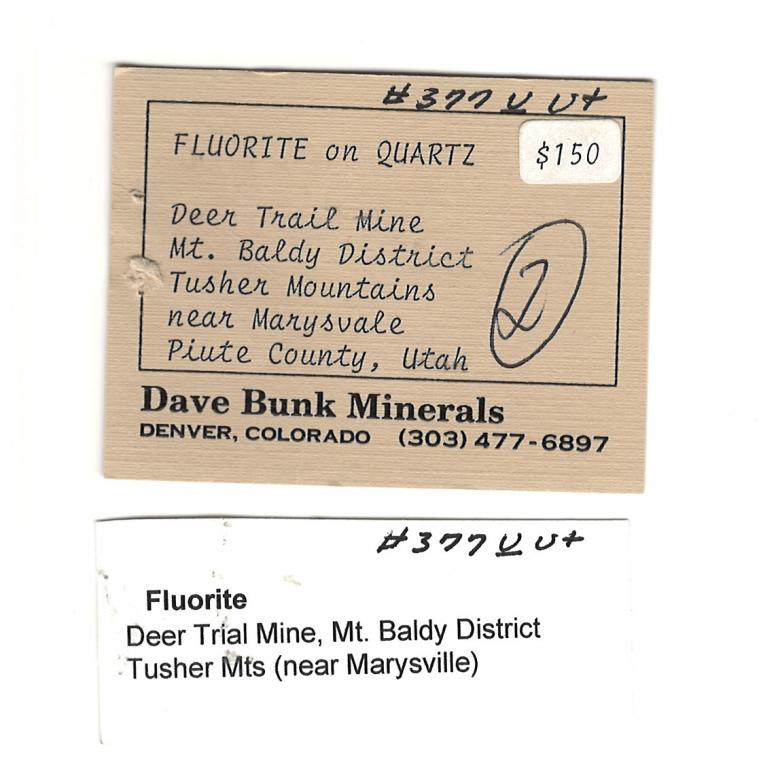 #377 U Ut
FLUORITE on QUARTZ
$150
Deer Trail Mine
Mt. Baldy District
Tusher Mountains
near Marysvale
Piute County, Utah
2
Dave Bunk Minerals
DENVER, COLORADO (303) 477-6897
#377 U Ut
Fluorite
Deer Trial Mine, Mt. Baldy District
Tusher Mts (near Marysville)